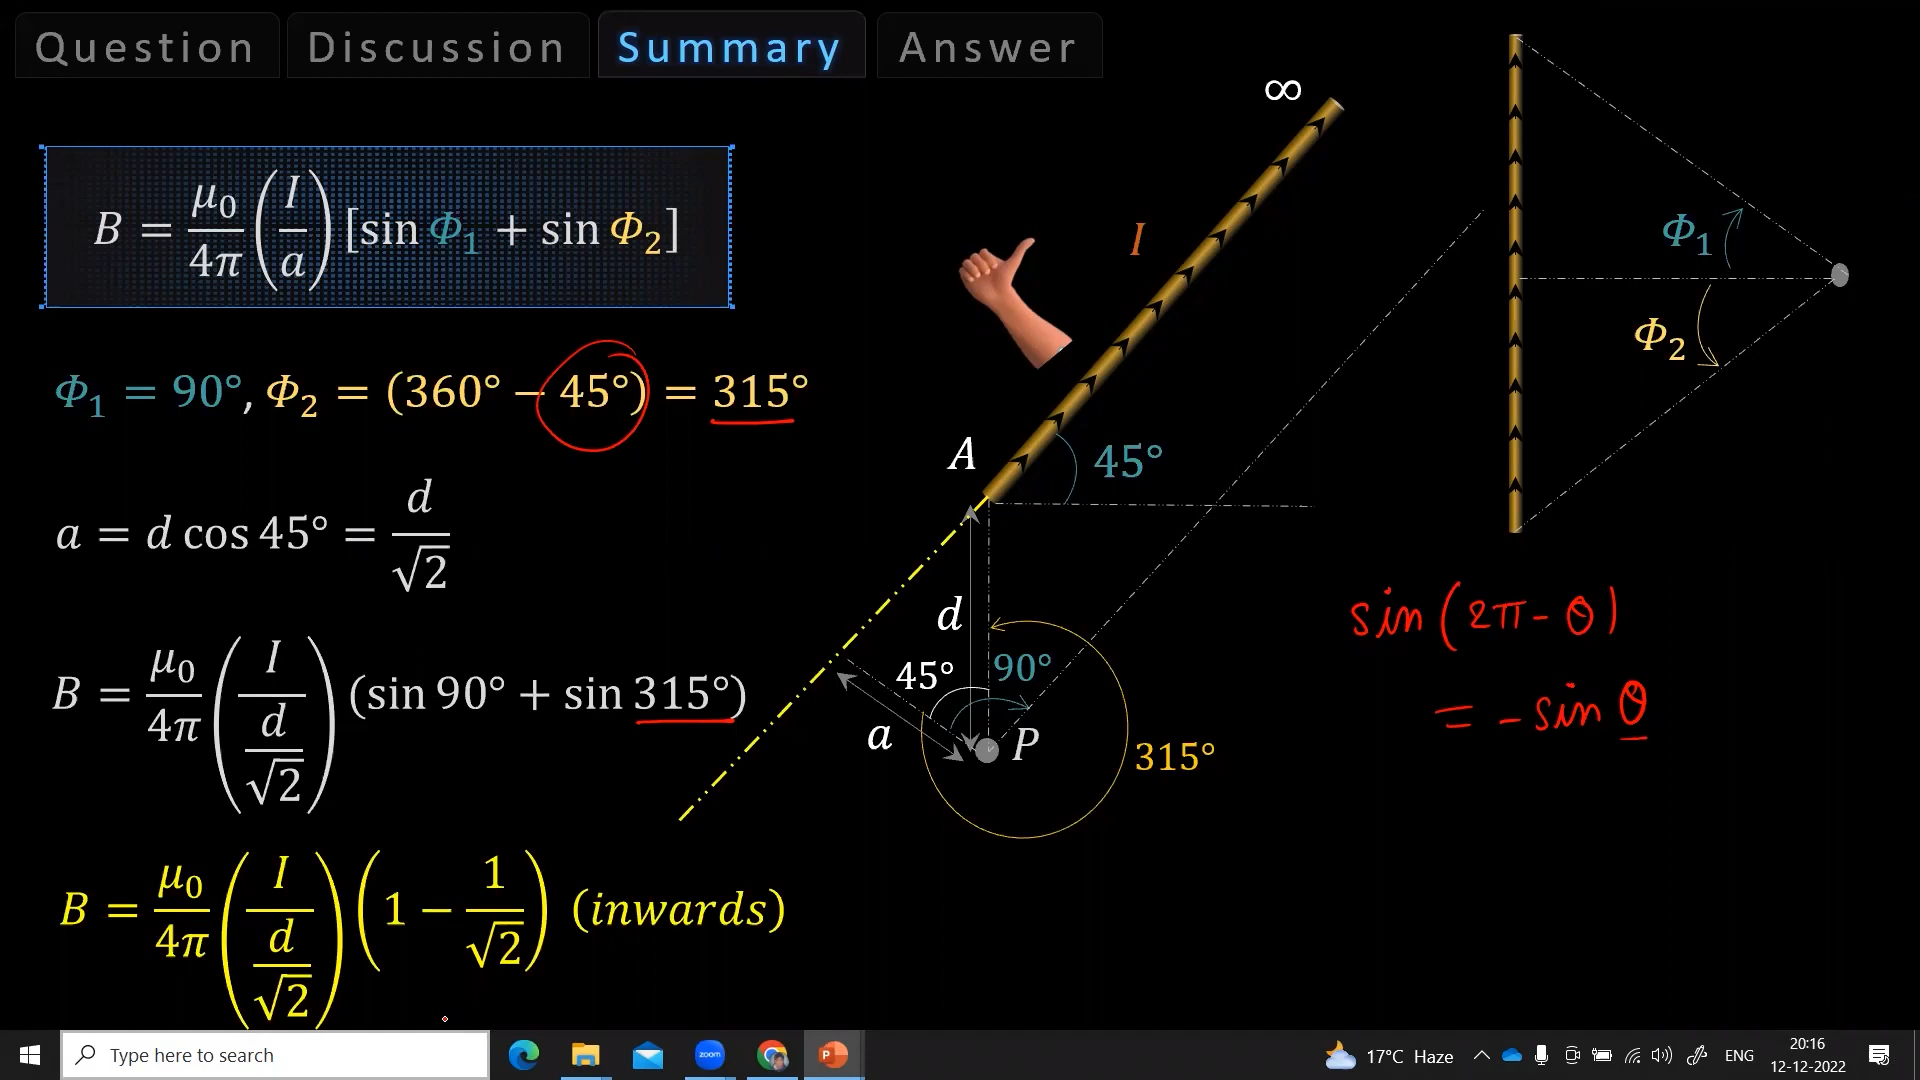 Question Discussion Summary Answer
B = μ₀/4π (I/a) [sin Φ₁ + sin Φ₂]
Φ₁ = 90°, Φ₂ = (360° − 45°) = 315°
a = d cos 45° = d/√2
B = μ₀/4π (I/(d/√2)) (sin 90° + sin 315°)
B = μ₀/4π (I/(d/√2)) (1 − 1/√2) (inwards)
∞
I
A
45°
d
45°
90°
a
P
315°
Φ₁
Φ₂
sin (2π - θ)
= - sin θ
Type here to search
zoom
P
17°C Haze
ENG
20:16
12-12-2022